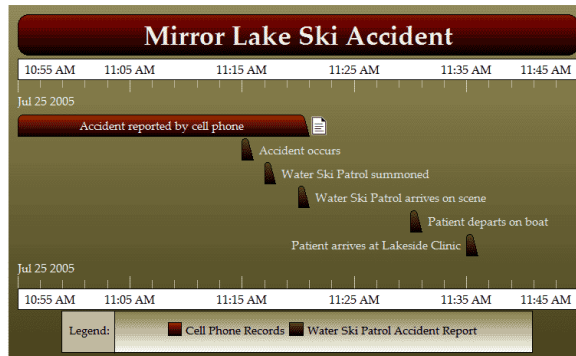 Mirror Lake Ski Accident
10:55 AM 11:05 AM 11:15 AM 11:25 AM 11:35 AM 11:45 AM
Jul 25 2005
Accident reported by cell phone
Accident occurs
Water Ski Patrol summoned
Water Ski Patrol arrives on scene
Patient departs on boat
Patient arrives at Lakeside Clinic
Jul 25 2005
10:55 AM 11:05 AM 11:15 AM 11:25 AM 11:35 AM 11:45 AM
Legend: Cell Phone Records Water Ski Patrol Accident Report